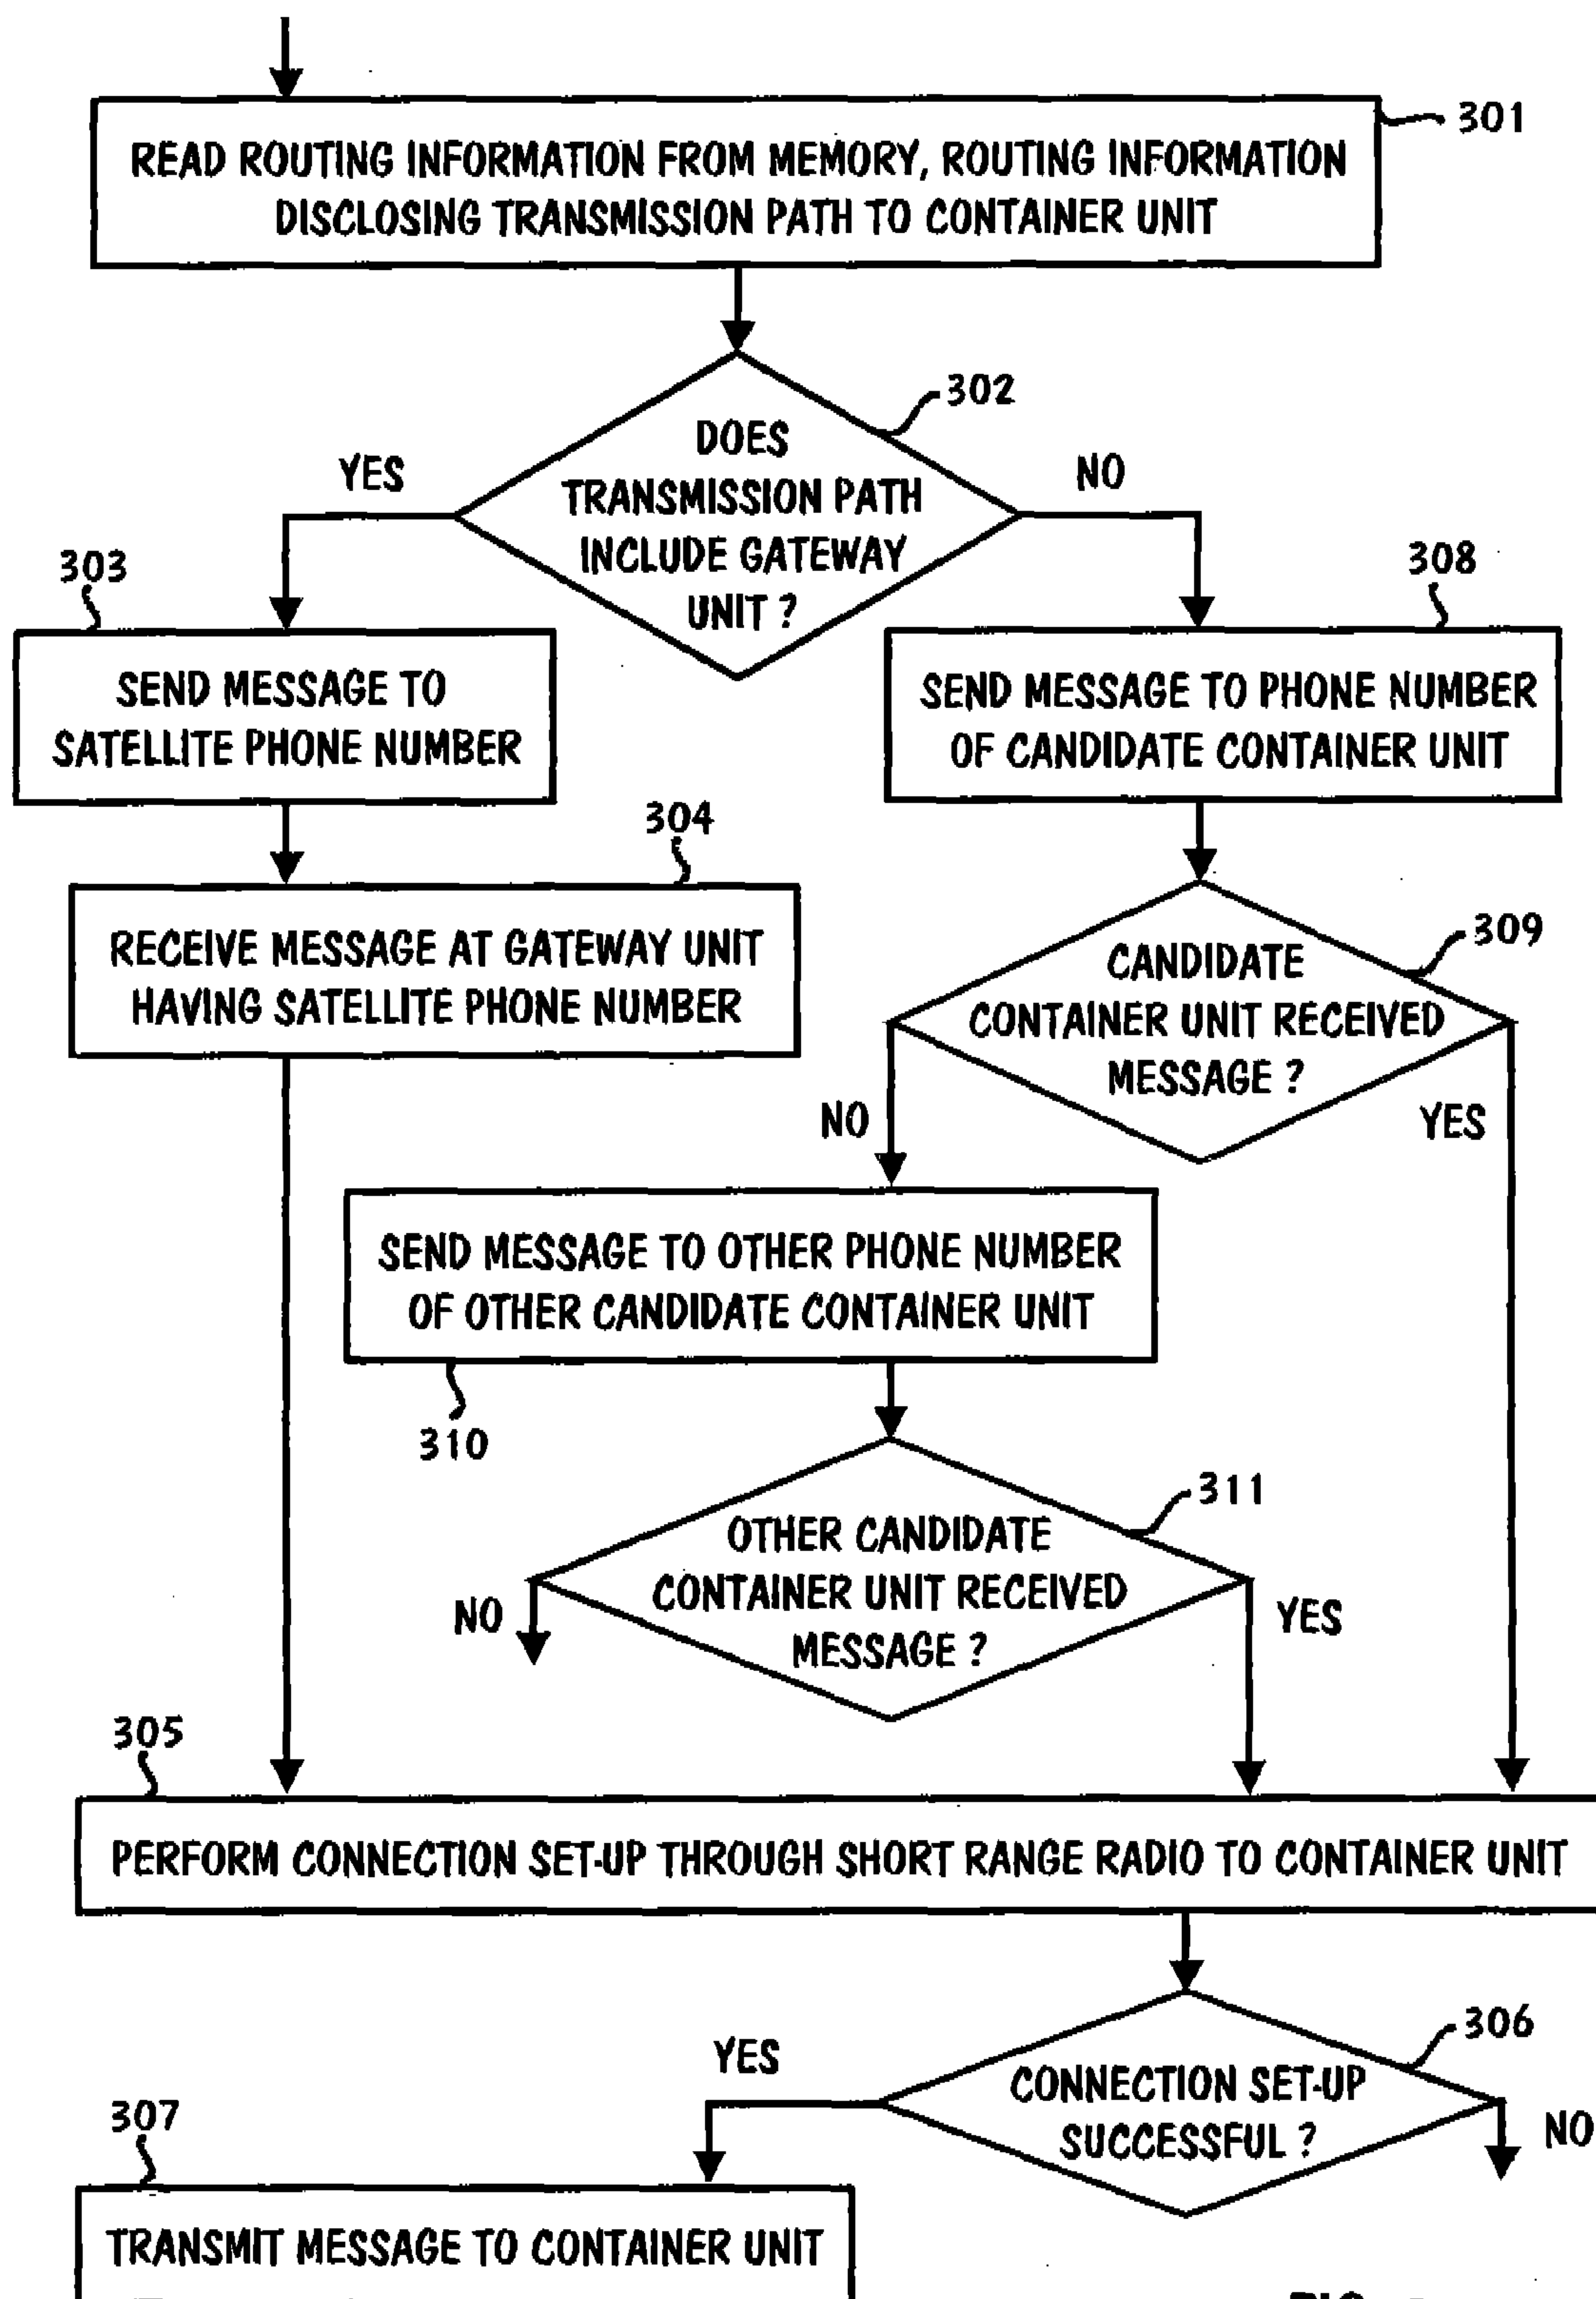 301
READ ROUTING INFORMATION FROM MEMORY, ROUTING INFORMATION
DISCLOSING TRANSMISSION PATH TO CONTAINER UNIT
302
DOES
TRANSMISSION PATH
INCLUDE GATEWAY
UNIT ?
YES
NO
303
SEND MESSAGE TO
SATELLITE PHONE NUMBER
308
SEND MESSAGE TO PHONE NUMBER
OF CANDIDATE CONTAINER UNIT
304
RECEIVE MESSAGE AT GATEWAY UNIT
HAVING SATELLITE PHONE NUMBER
309
CANDIDATE
CONTAINER UNIT RECEIVED
MESSAGE ?
NO
YES
SEND MESSAGE TO OTHER PHONE NUMBER
OF OTHER CANDIDATE CONTAINER UNIT
310
311
OTHER CANDIDATE
CONTAINER UNIT RECEIVED
MESSAGE ?
NO
YES
305
PERFORM CONNECTION SET-UP THROUGH SHORT RANGE RADIO TO CONTAINER UNIT
306
CONNECTION SET-UP
SUCCESSFUL ?
YES
NO
307
TRANSMIT MESSAGE TO CONTAINER UNIT